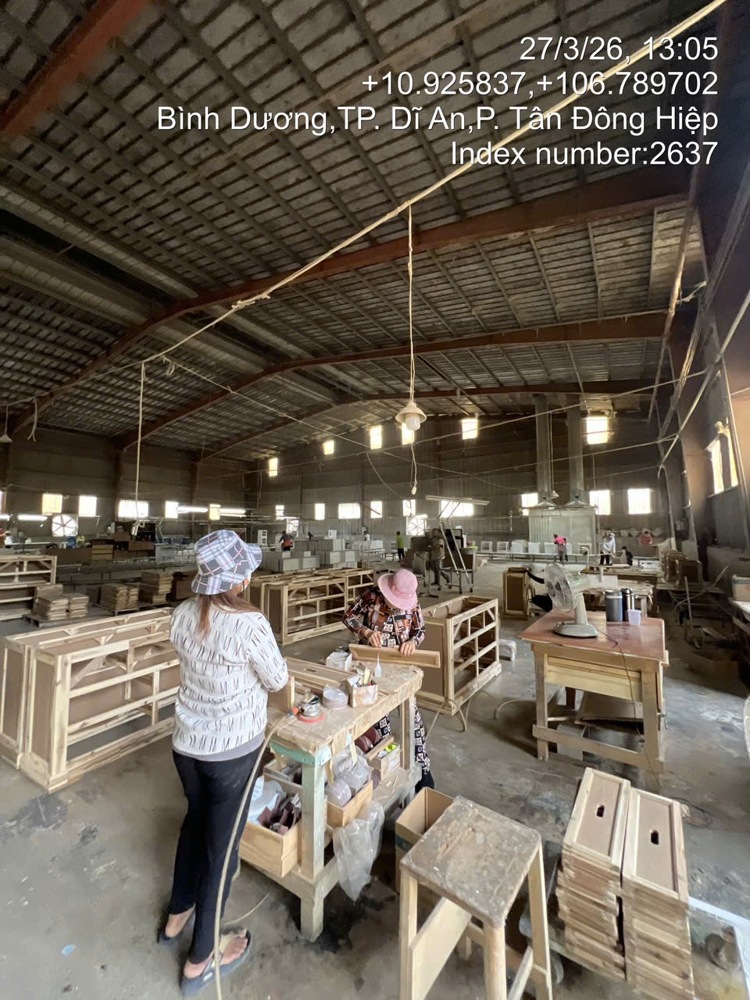 27/3/26, 13:05
+10.925837,+106.789702
Bình Dương,TP. Dĩ An,P. Tân Đông Hiệp
Index number:2637